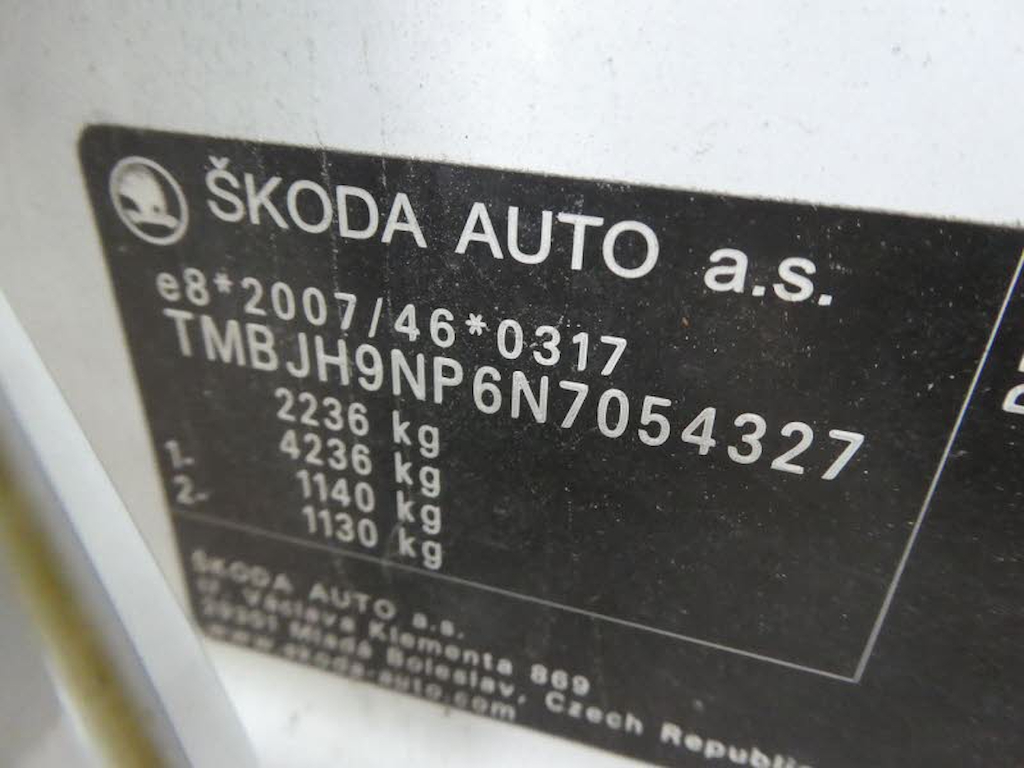 ŠKODA AUTO a.s.
e8*2007/46*0317
TMBJH9NP6N7054327
2236 kg
4236 kg
1.- 1140 kg
2.- 1130 kg
ŠKODA AUTO a.s.
tř. Václava Klementa 869
29301 Mladá Boleslav, Czech Republic
www.skoda-auto.com